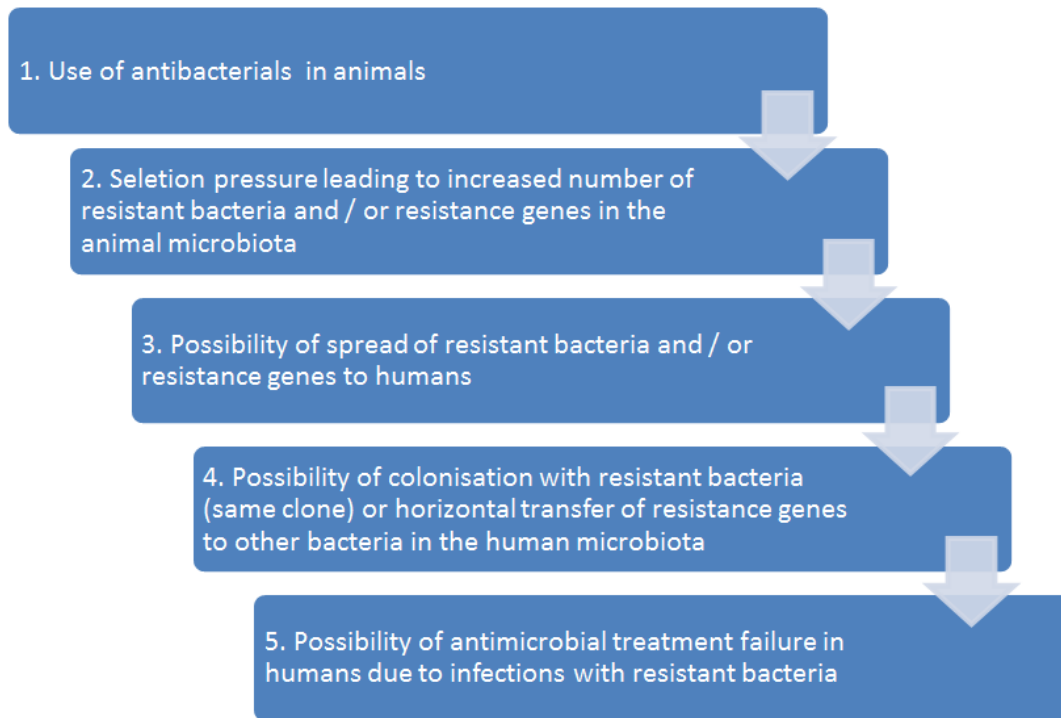 1. Use of antibacterials in animals
2. Seletion pressure leading to increased number of
resistant bacteria and / or resistance genes in the
animal microbiota
3. Possibility of spread of resistant bacteria and / or
resistance genes to humans
4. Possibility of colonisation with resistant bacteria
(same clone) or horizontal transfer of resistance genes
to other bacteria in the human microbiota
5. Possibility of antimicrobial treatment failure in
humans due to infections with resistant bacteria